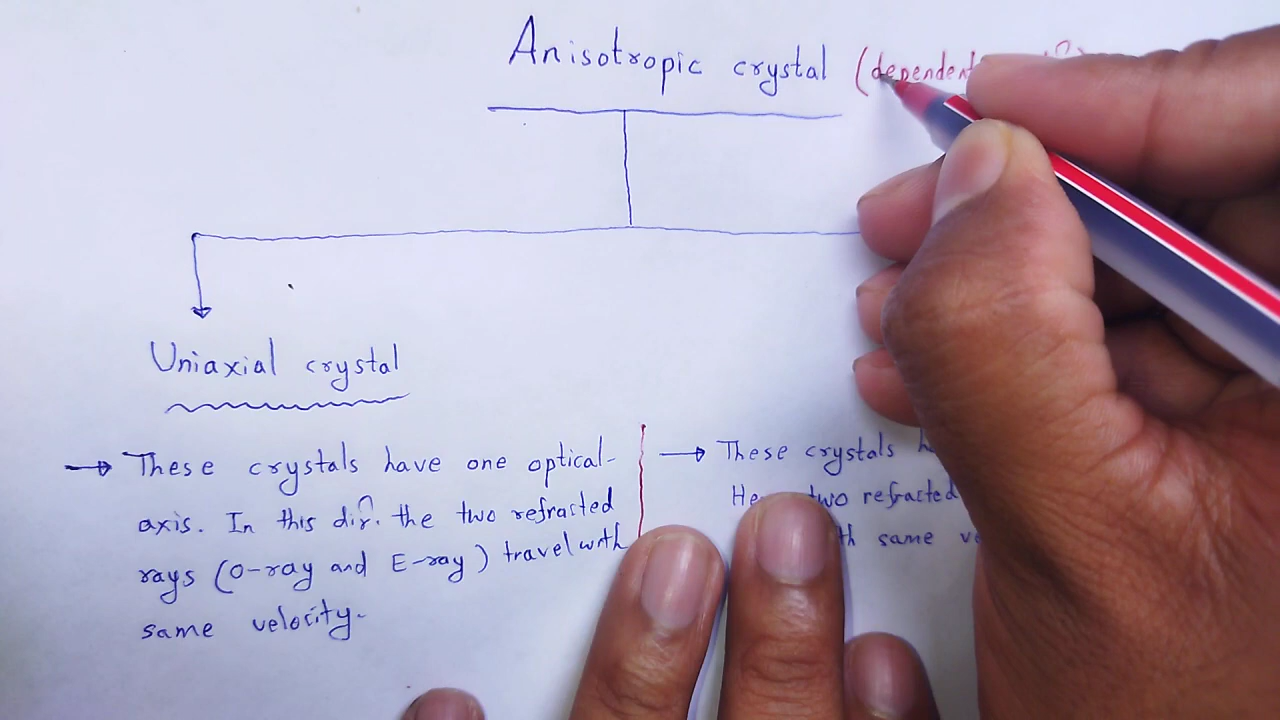 Anisotropic crystal (dependent
Uniaxial crystal
→ These crystals have one optical-
axis. In this dirⁿ. the two refracted
rays (O-ray and E-ray) travel with
same velocity.
→ These crystals
two refracted
same